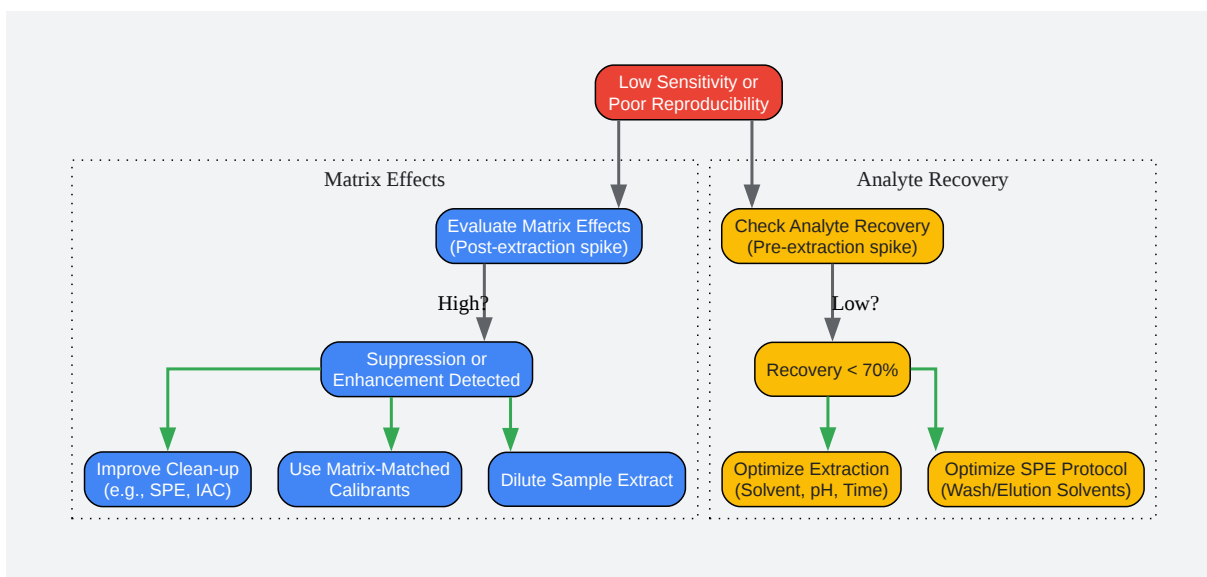 Low Sensitivity or
Poor Reproducibility
Matrix Effects
Evaluate Matrix Effects
(Post-extraction spike)
High?
Suppression or
Enhancement Detected
Improve Clean-up
(e.g., SPE, IAC)
Use Matrix-Matched
Calibrants
Dilute Sample Extract
Analyte Recovery
Check Analyte Recovery
(Pre-extraction spike)
Low?
Recovery < 70%
Optimize Extraction
(Solvent, pH, Time)
Optimize SPE Protocol
(Wash/Elution Solvents)